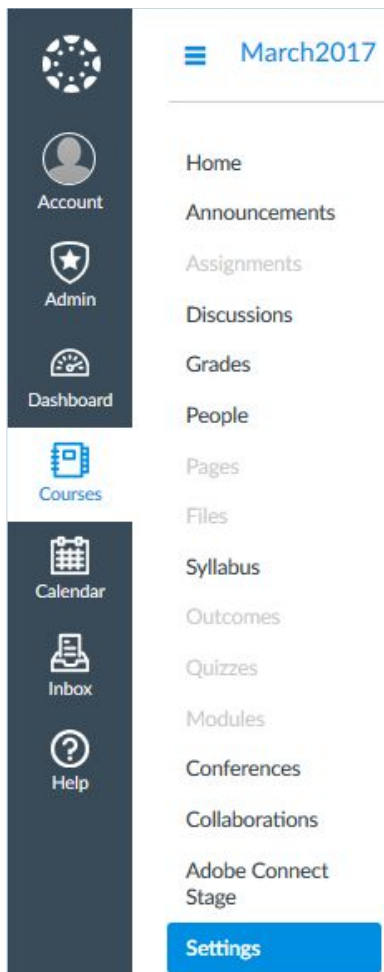 Account
Admin
Dashboard
Courses
Calendar
Inbox
Help
March2017
Home
Announcements
Assignments
Discussions
Grades
People
Pages
Files
Syllabus
Outcomes
Quizzes
Modules
Conferences
Collaborations
Adobe Connect
Stage
Settings